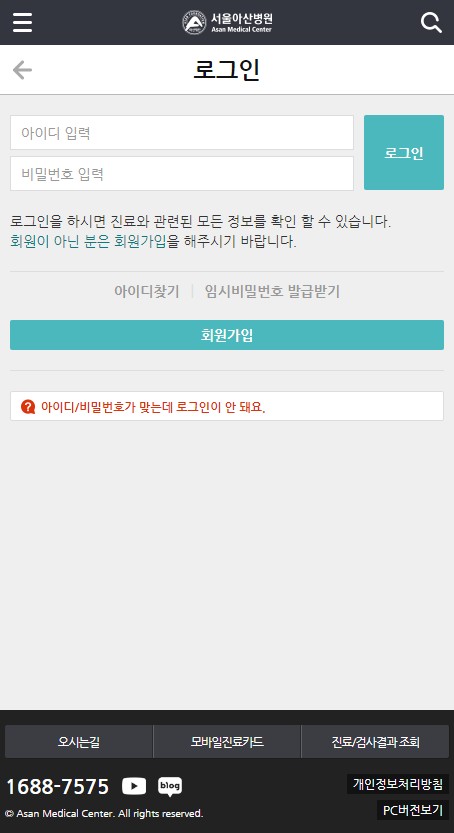 서울아산병원
Asan Medical Center
로그인
아이디 입력
비밀번호 입력
로그인
로그인을 하시면 진료와 관련된 모든 정보를 확인 할 수 있습니다.
회원이 아닌 분은 회원가입을 해주시기 바랍니다.
아이디찾기 | 임시비밀번호 발급받기
회원가입
? 아이디/비밀번호가 맞는데 로그인이 안 돼요.
오시는길 모바일진료카드 진료/검사결과 조회
1688-7575 blog 개인정보처리방침
© Asan Medical Center. All rights reserved. PC버전보기